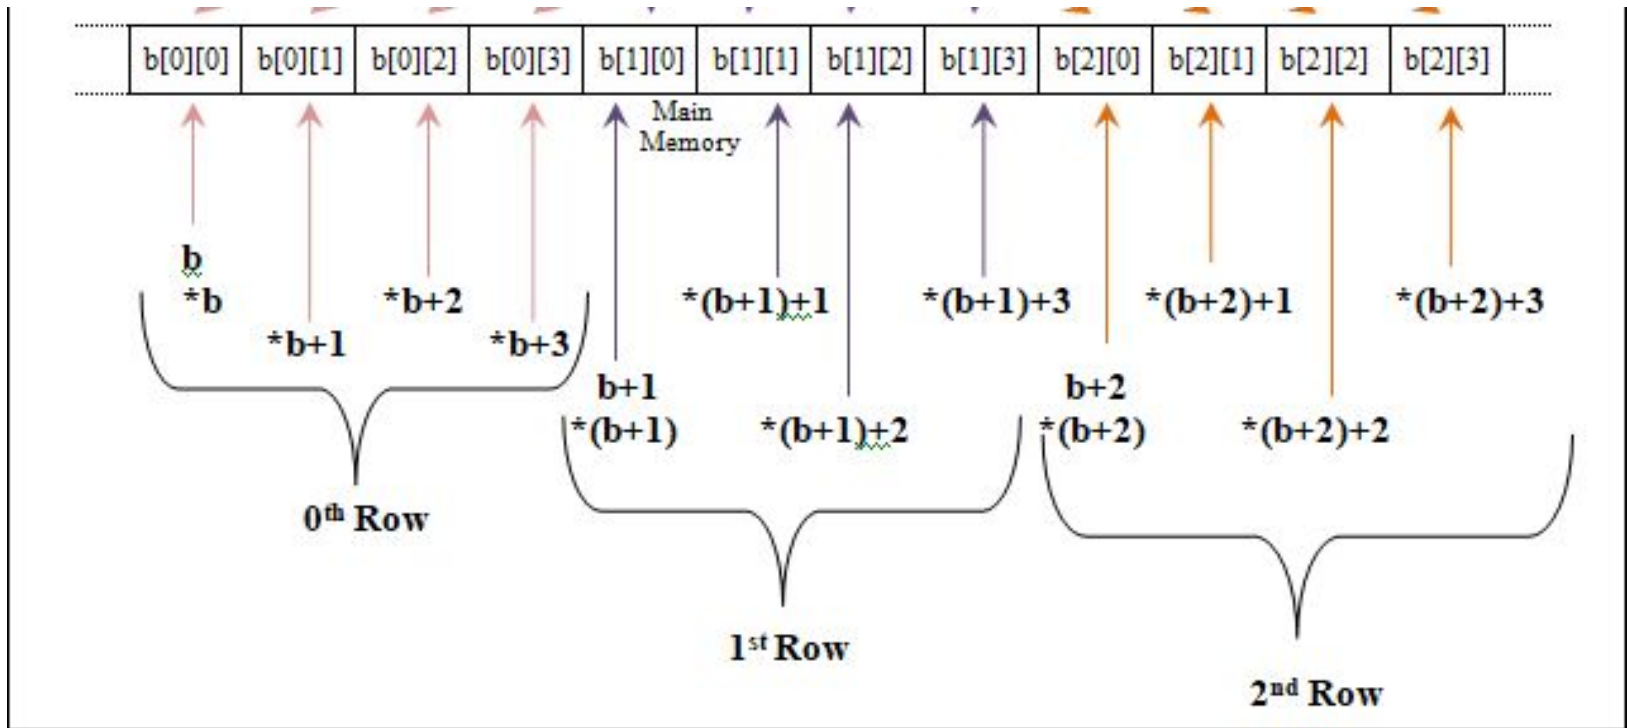 b[0][0] b[0][1] b[0][2] b[0][3] b[1][0] b[1][1] b[1][2] b[1][3] b[2][0] b[2][1] b[2][2] b[2][3]
Main
Memory
b
*b *b+2 *(b+1)+1 *(b+1)+3 *(b+2)+1 *(b+2)+3
*b+1 *b+3
b+1 b+2
*(b+1) *(b+1)+2 *(b+2) *(b+2)+2
0th Row
1st Row
2nd Row